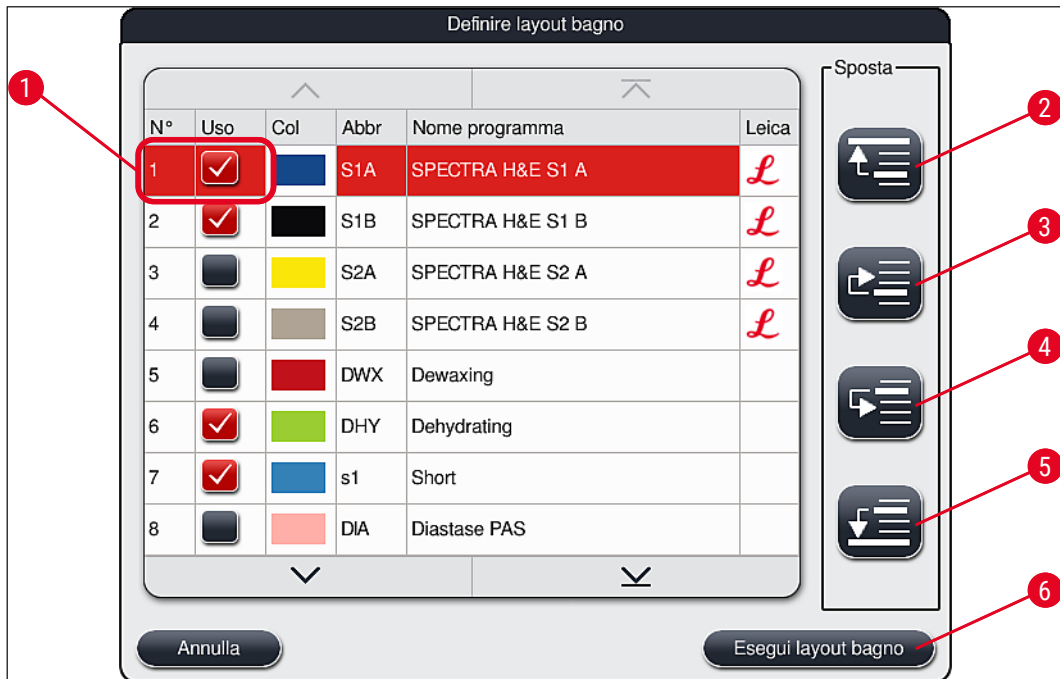 Definire layout bagno
Sposta
N° Uso Col Abbr Nome programma Leica
1 S1A SPECTRA H&E S1 A L
2 S1B SPECTRA H&E S1 B L
3 S2A SPECTRA H&E S2 A L
4 S2B SPECTRA H&E S2 B L
5 DWX Dewaxing
6 DHY Dehydrating
7 s1 Short
8 DIA Diastase PAS
Annulla
Esegui layout bagno
1
2
3
4
5
6